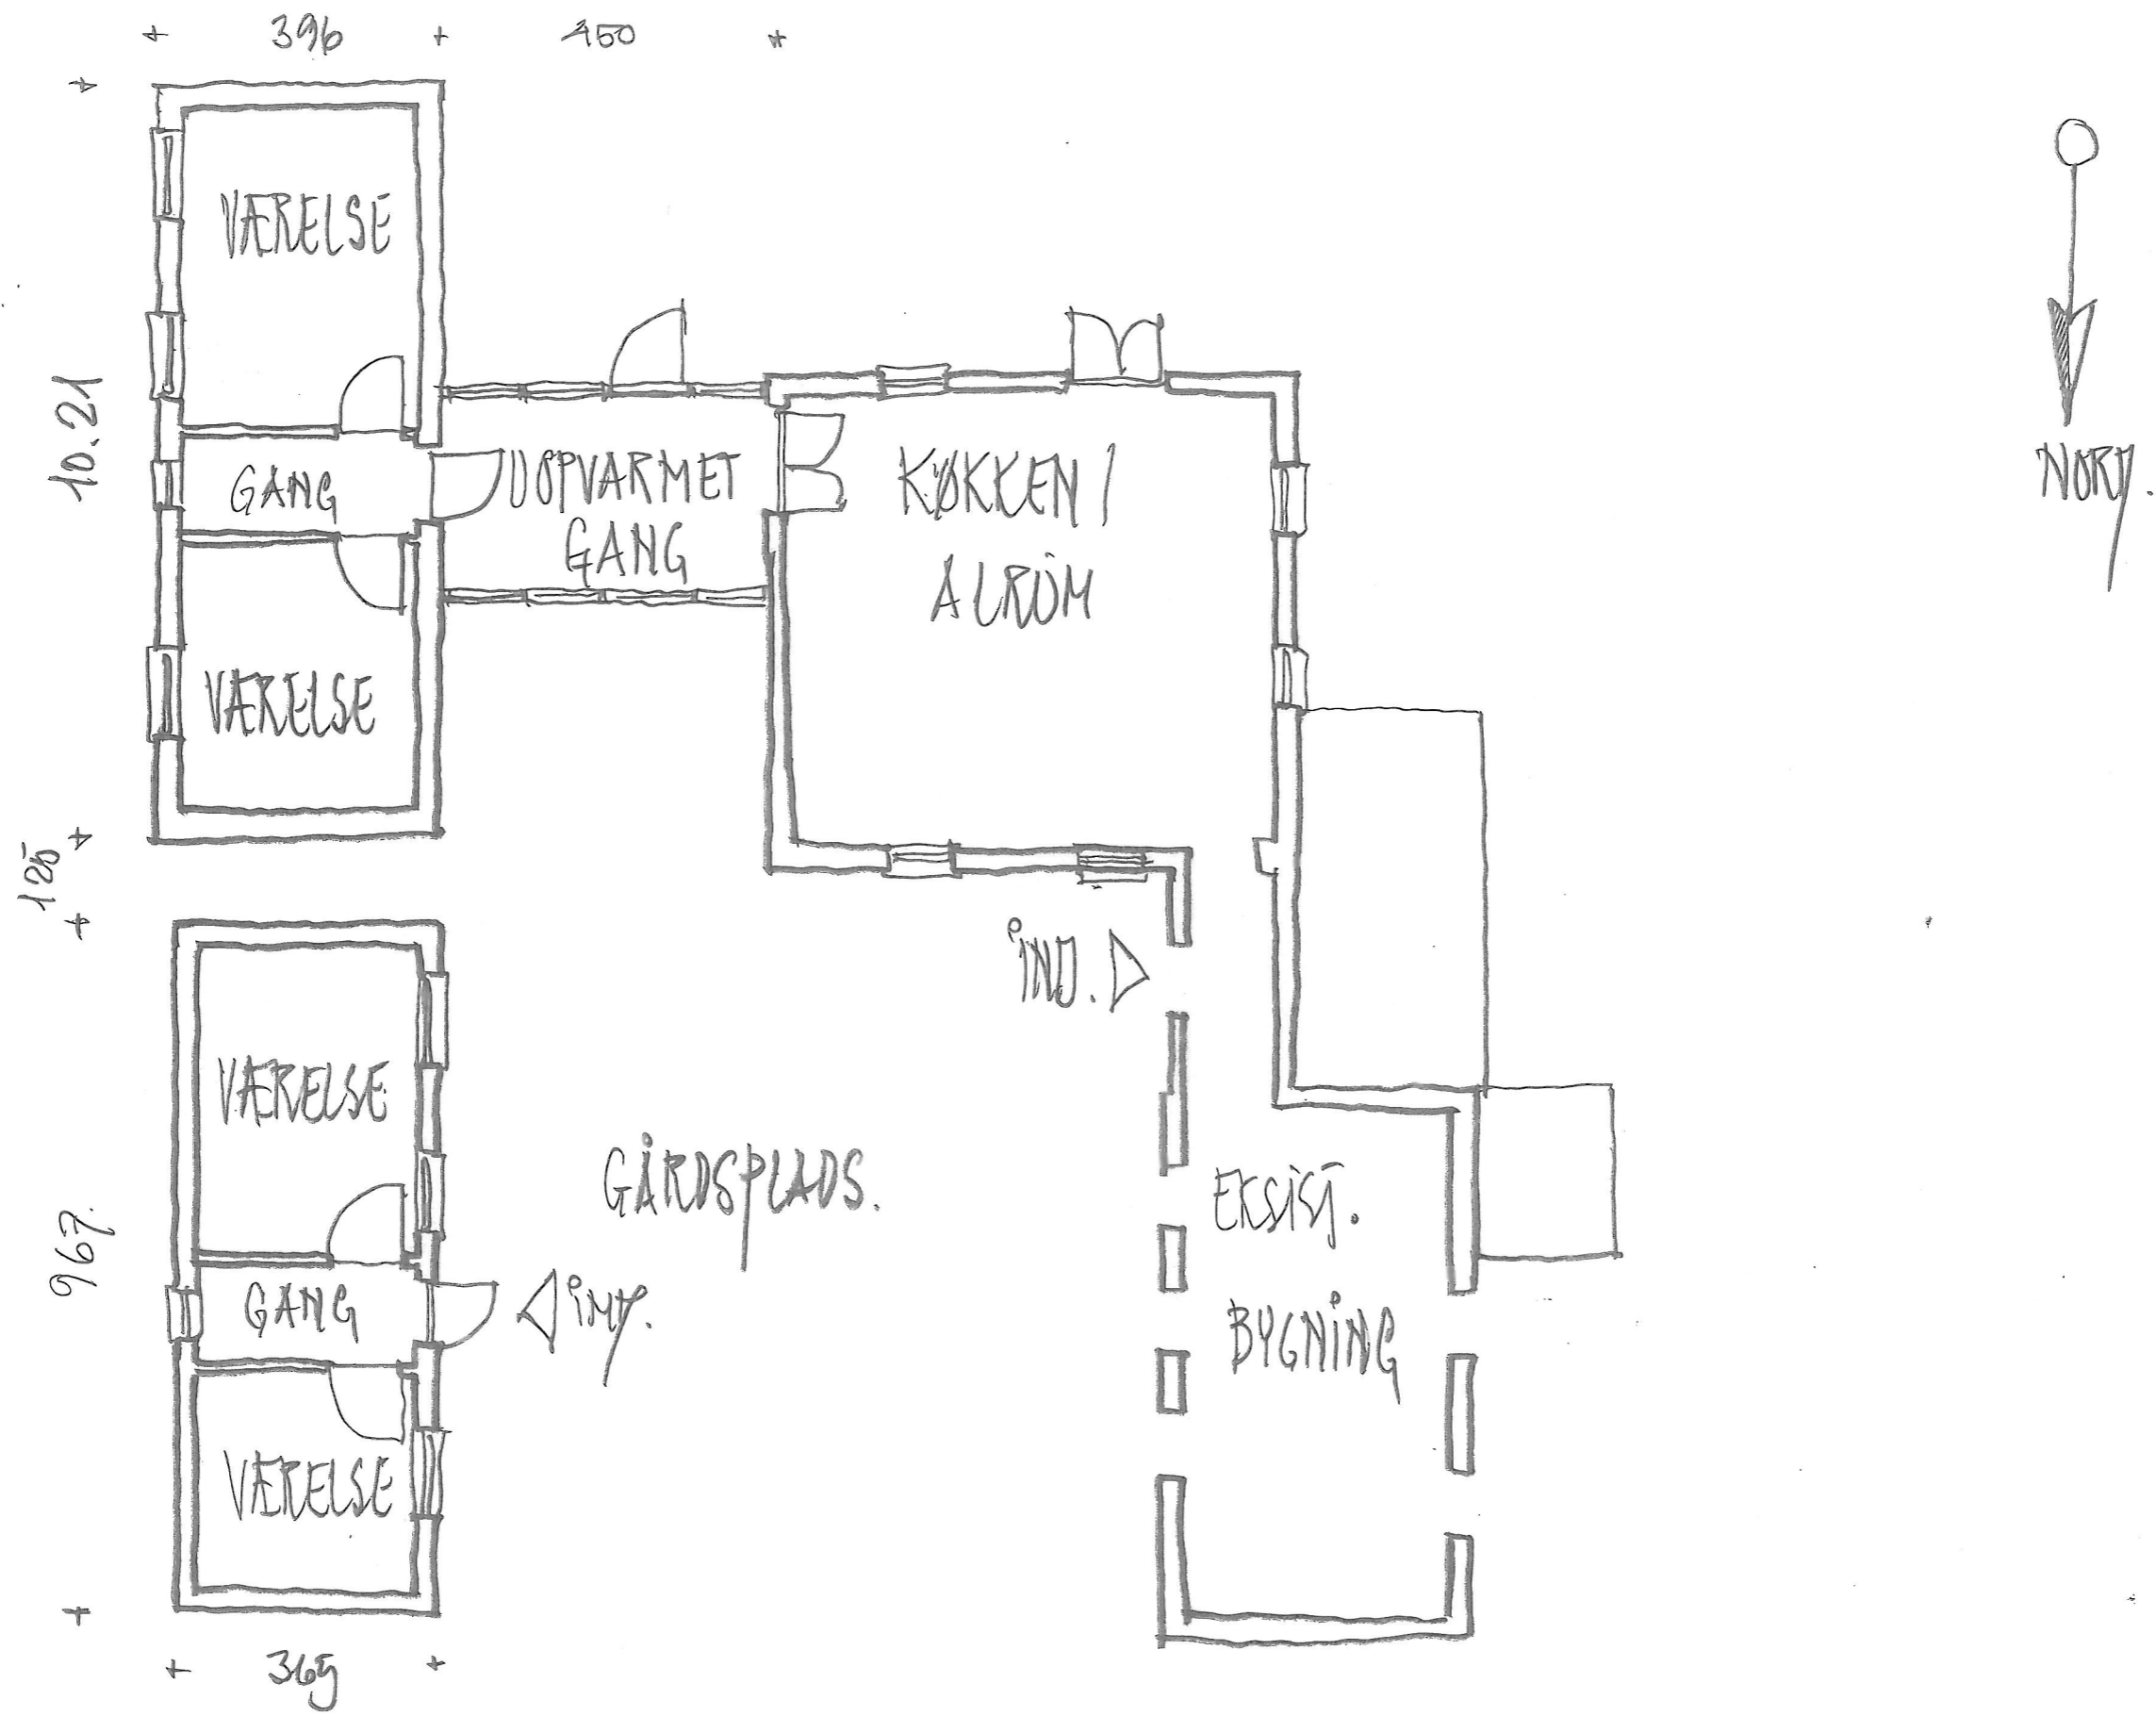 396 450
VÆRELSE
10.21
GANG
UOPVARMET
GANG
KØKKEN /
ALRUM
NORD.
VÆRELSE
125
IND.
VÆRELSE
967.
GÅRDSPLADS.
GANG
IND.
EKSIST.
BYGNING
VÆRELSE
365